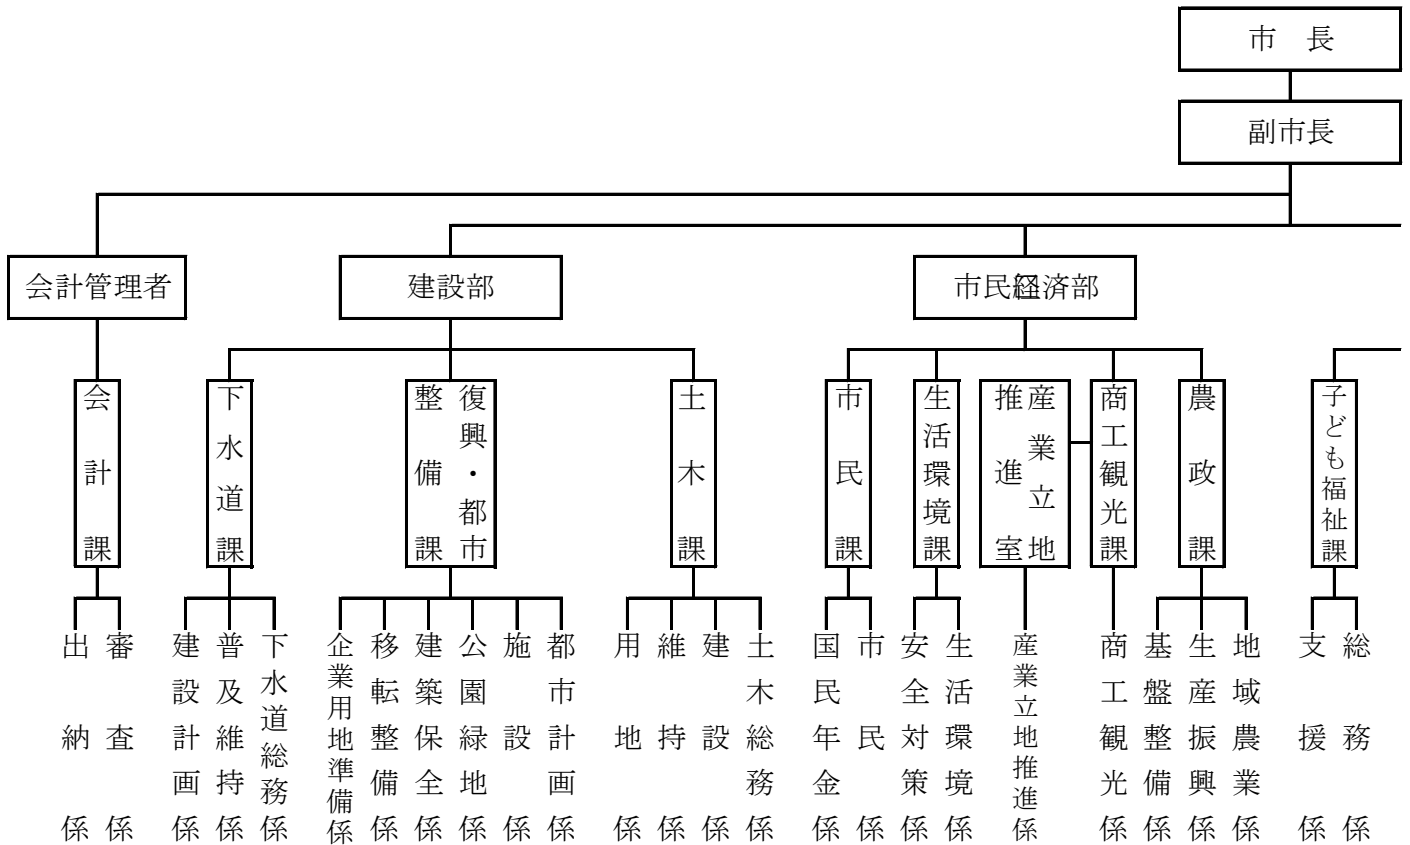 市　長
副市長
会計管理者
建設部
市民経済部
会計課
下水道課
復興・都市
整備課
土木課
市民課
生活環境課
産業立地
推進室
商工観光課
農政課
子ども福祉課
出納係
審査係
建設計画係
普及維持係
下水道総務係
企業用地準備係
移転整備係
建築保全係
公園緑地係
施設係
都市計画係
用地係
維持係
建設係
土木総務係
国民年金係
市民係
安全対策係
生活環境係
産業立地推進係
商工観光係
基盤整備係
生産振興係
地域農業係
支援係
総務係